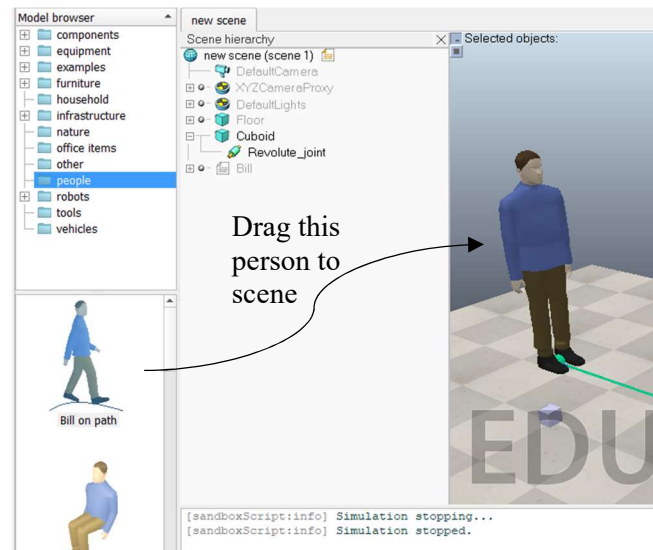 Model browser
components
equipment
examples
furniture
household
infrastructure
nature
office items
other
people
robots
tools
vehicles
Bill on path
new scene
Scene hierarchy
new scene (scene 1)
DefaultCamera
XYZCameraProxy
DefaultLights
Floor
Cuboid
Revolute_joint
Bill
Drag this
person to
scene
Selected objects:
EDU
[sandboxScript:info] Simulation stopping...
[sandboxScript:info] Simulation stopped.